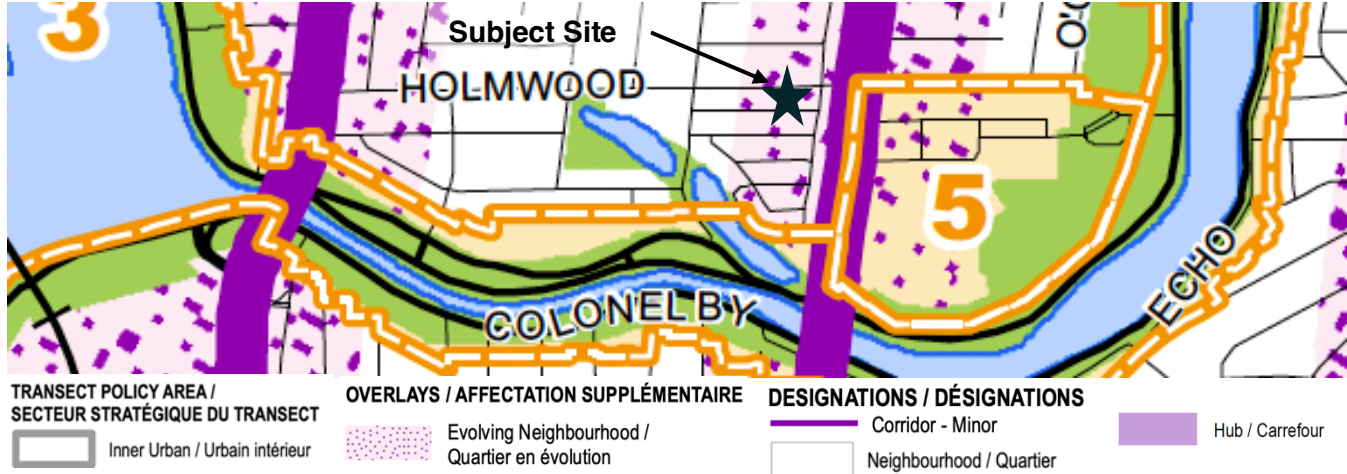 3
Subject Site
O'C
HOLMWOOD
5
ECHO
COLONEL BY
TRANSECT POLICY AREA /
SECTEUR STRATÉGIQUE DU TRANSECT
Inner Urban / Urbain intérieur
OVERLAYS / AFFECTATION SUPPLÉMENTAIRE
Evolving Neighbourhood /
Quartier en évolution
DESIGNATIONS / DÉSIGNATIONS
Corridor - Minor
Neighbourhood / Quartier
Hub / Carrefour